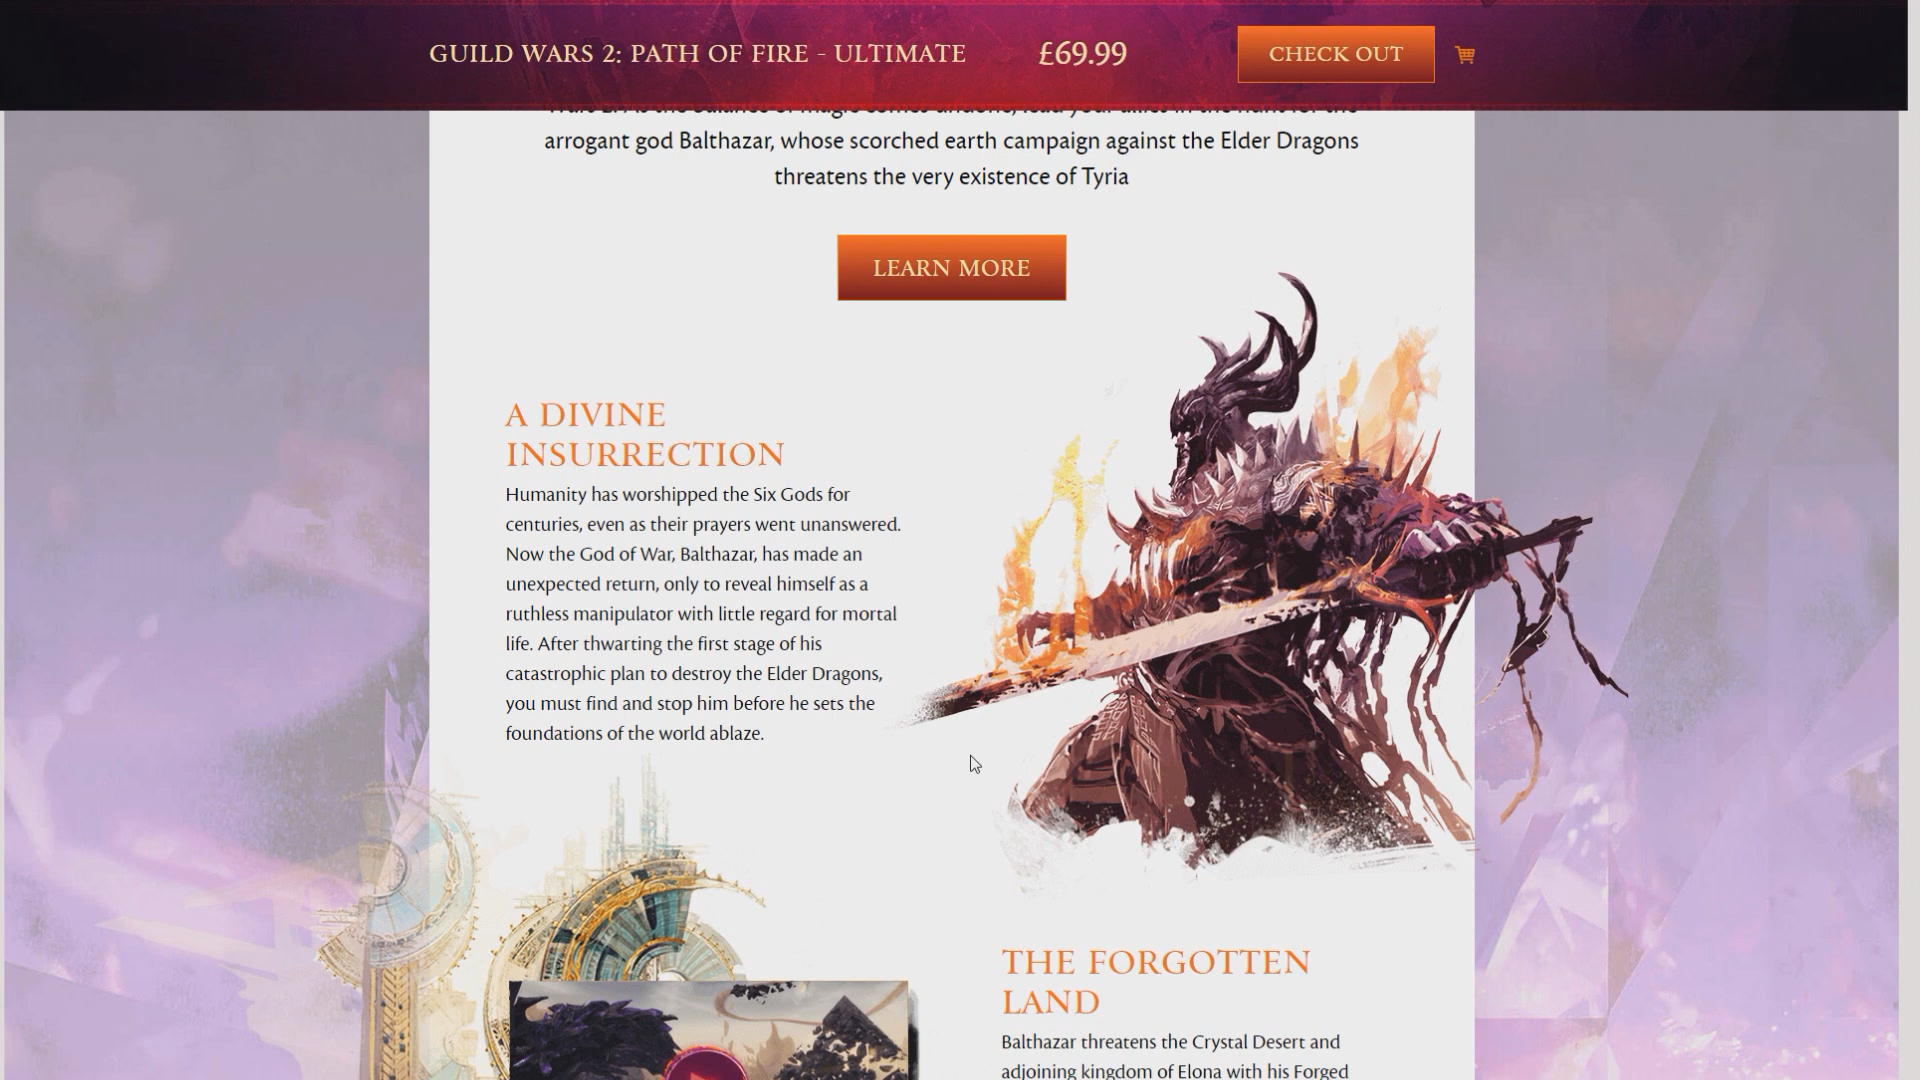 GUILD WARS 2: PATH OF FIRE - ULTIMATE
£69.99
CHECK OUT
arrogant god Balthazar, whose scorched earth campaign against the Elder Dragons
threatens the very existence of Tyria
LEARN MORE
A DIVINE
INSURRECTION
Humanity has worshipped the Six Gods for
centuries, even as their prayers went unanswered.
Now the God of War, Balthazar, has made an
unexpected return, only to reveal himself as a
ruthless manipulator with little regard for mortal
life. After thwarting the first stage of his
catastrophic plan to destroy the Elder Dragons,
you must find and stop him before he sets the
foundations of the world ablaze.
THE FORGOTTEN
LAND
Balthazar threatens the Crystal Desert and
adjoining kingdom of Elona with his Forged